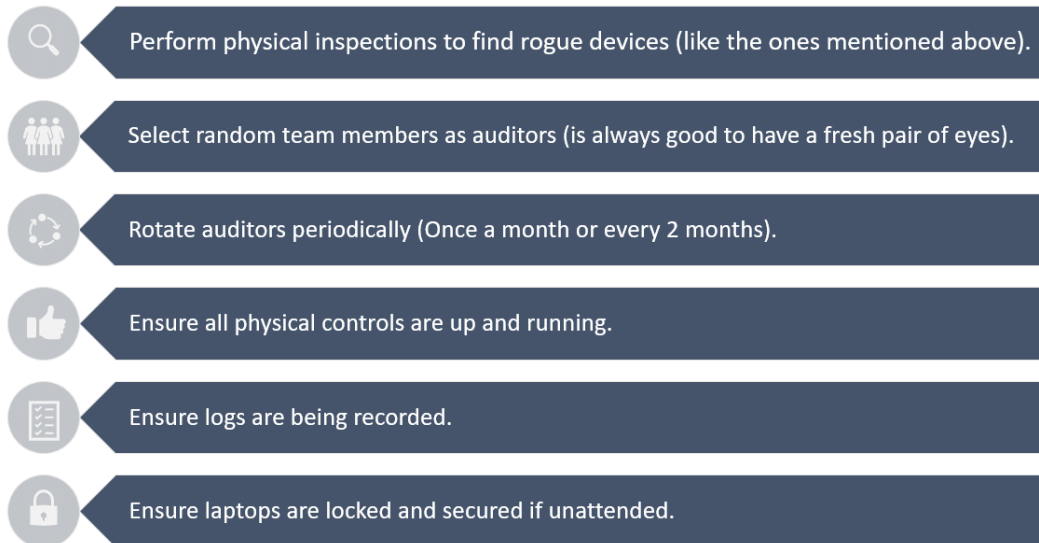 Perform physical inspections to find rogue devices (like the ones mentioned above).
Select random team members as auditors (is always good to have a fresh pair of eyes).
Rotate auditors periodically (Once a month or every 2 months).
Ensure all physical controls are up and running.
Ensure logs are being recorded.
Ensure laptops are locked and secured if unattended.